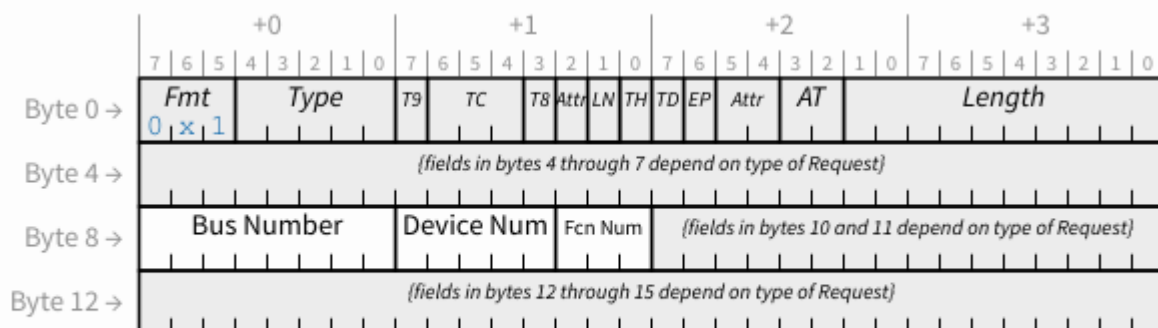 +0 +1 +2 +3
7 6 5 4 3 2 1 0 7 6 5 4 3 2 1 0 7 6 5 4 3 2 1 0 7 6 5 4 3 2 1 0
Byte 0 → Fmt Type T9 TC T8 Attr LN TH TD EP Attr AT Length
0 x 1
Byte 4 → {fields in bytes 4 through 7 depend on type of Request}
Byte 8 → Bus Number Device Num Fcn Num {fields in bytes 10 and 11 depend on type of Request}
Byte 12 → {fields in bytes 12 through 15 depend on type of Request}